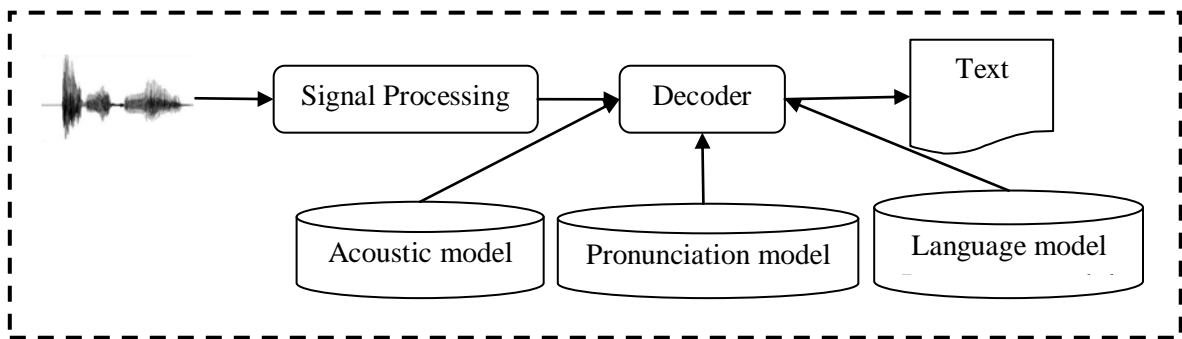 Signal Processing
Decoder
Text
Acoustic model
Pronunciation model
Language model